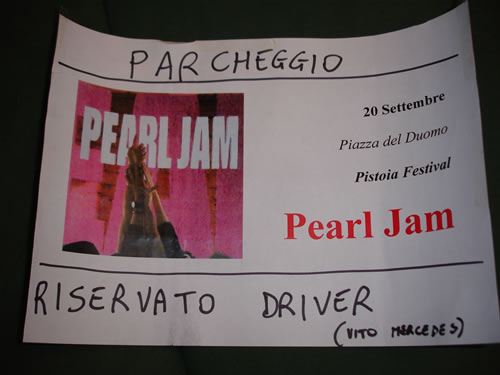 PARCHEGGIO
PEARL JAM
20 Settembre
Piazza del Duomo
Pistoia Festival
Pearl Jam
RISERVATO DRIVER
(VITO MERCEDES)